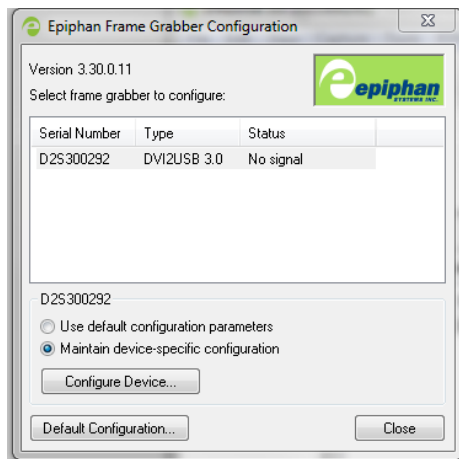 Epiphan Frame Grabber Configuration
Version 3.30.0.11
Select frame grabber to configure:
epiphan
SYSTEMS INC.
Serial Number Type Status
D2S300292 DVI2USB 3.0 No signal
D2S300292
Use default configuration parameters
Maintain device-specific configuration
Configure Device...
Default Configuration... Close